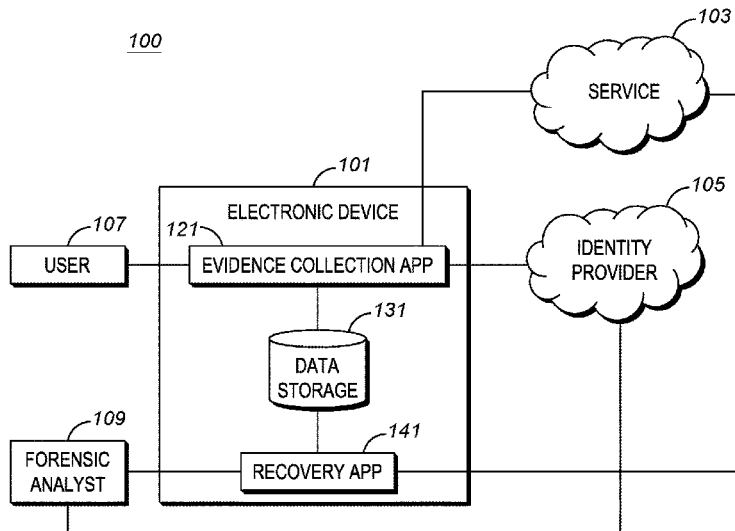 100
103
SERVICE
101
105
ELECTRONIC DEVICE
107
121
IDENTITY
PROVIDER
USER
EVIDENCE COLLECTION APP
131
DATA
STORAGE
109
141
FORENSIC
ANALYST
RECOVERY APP